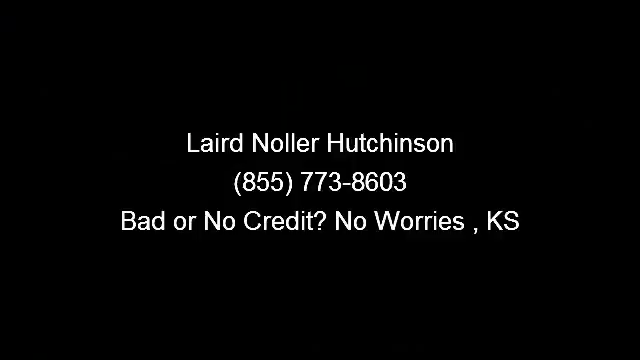 Laird Noller Hutchinson
(855) 773-8603
Bad or No Credit? No Worries , KS